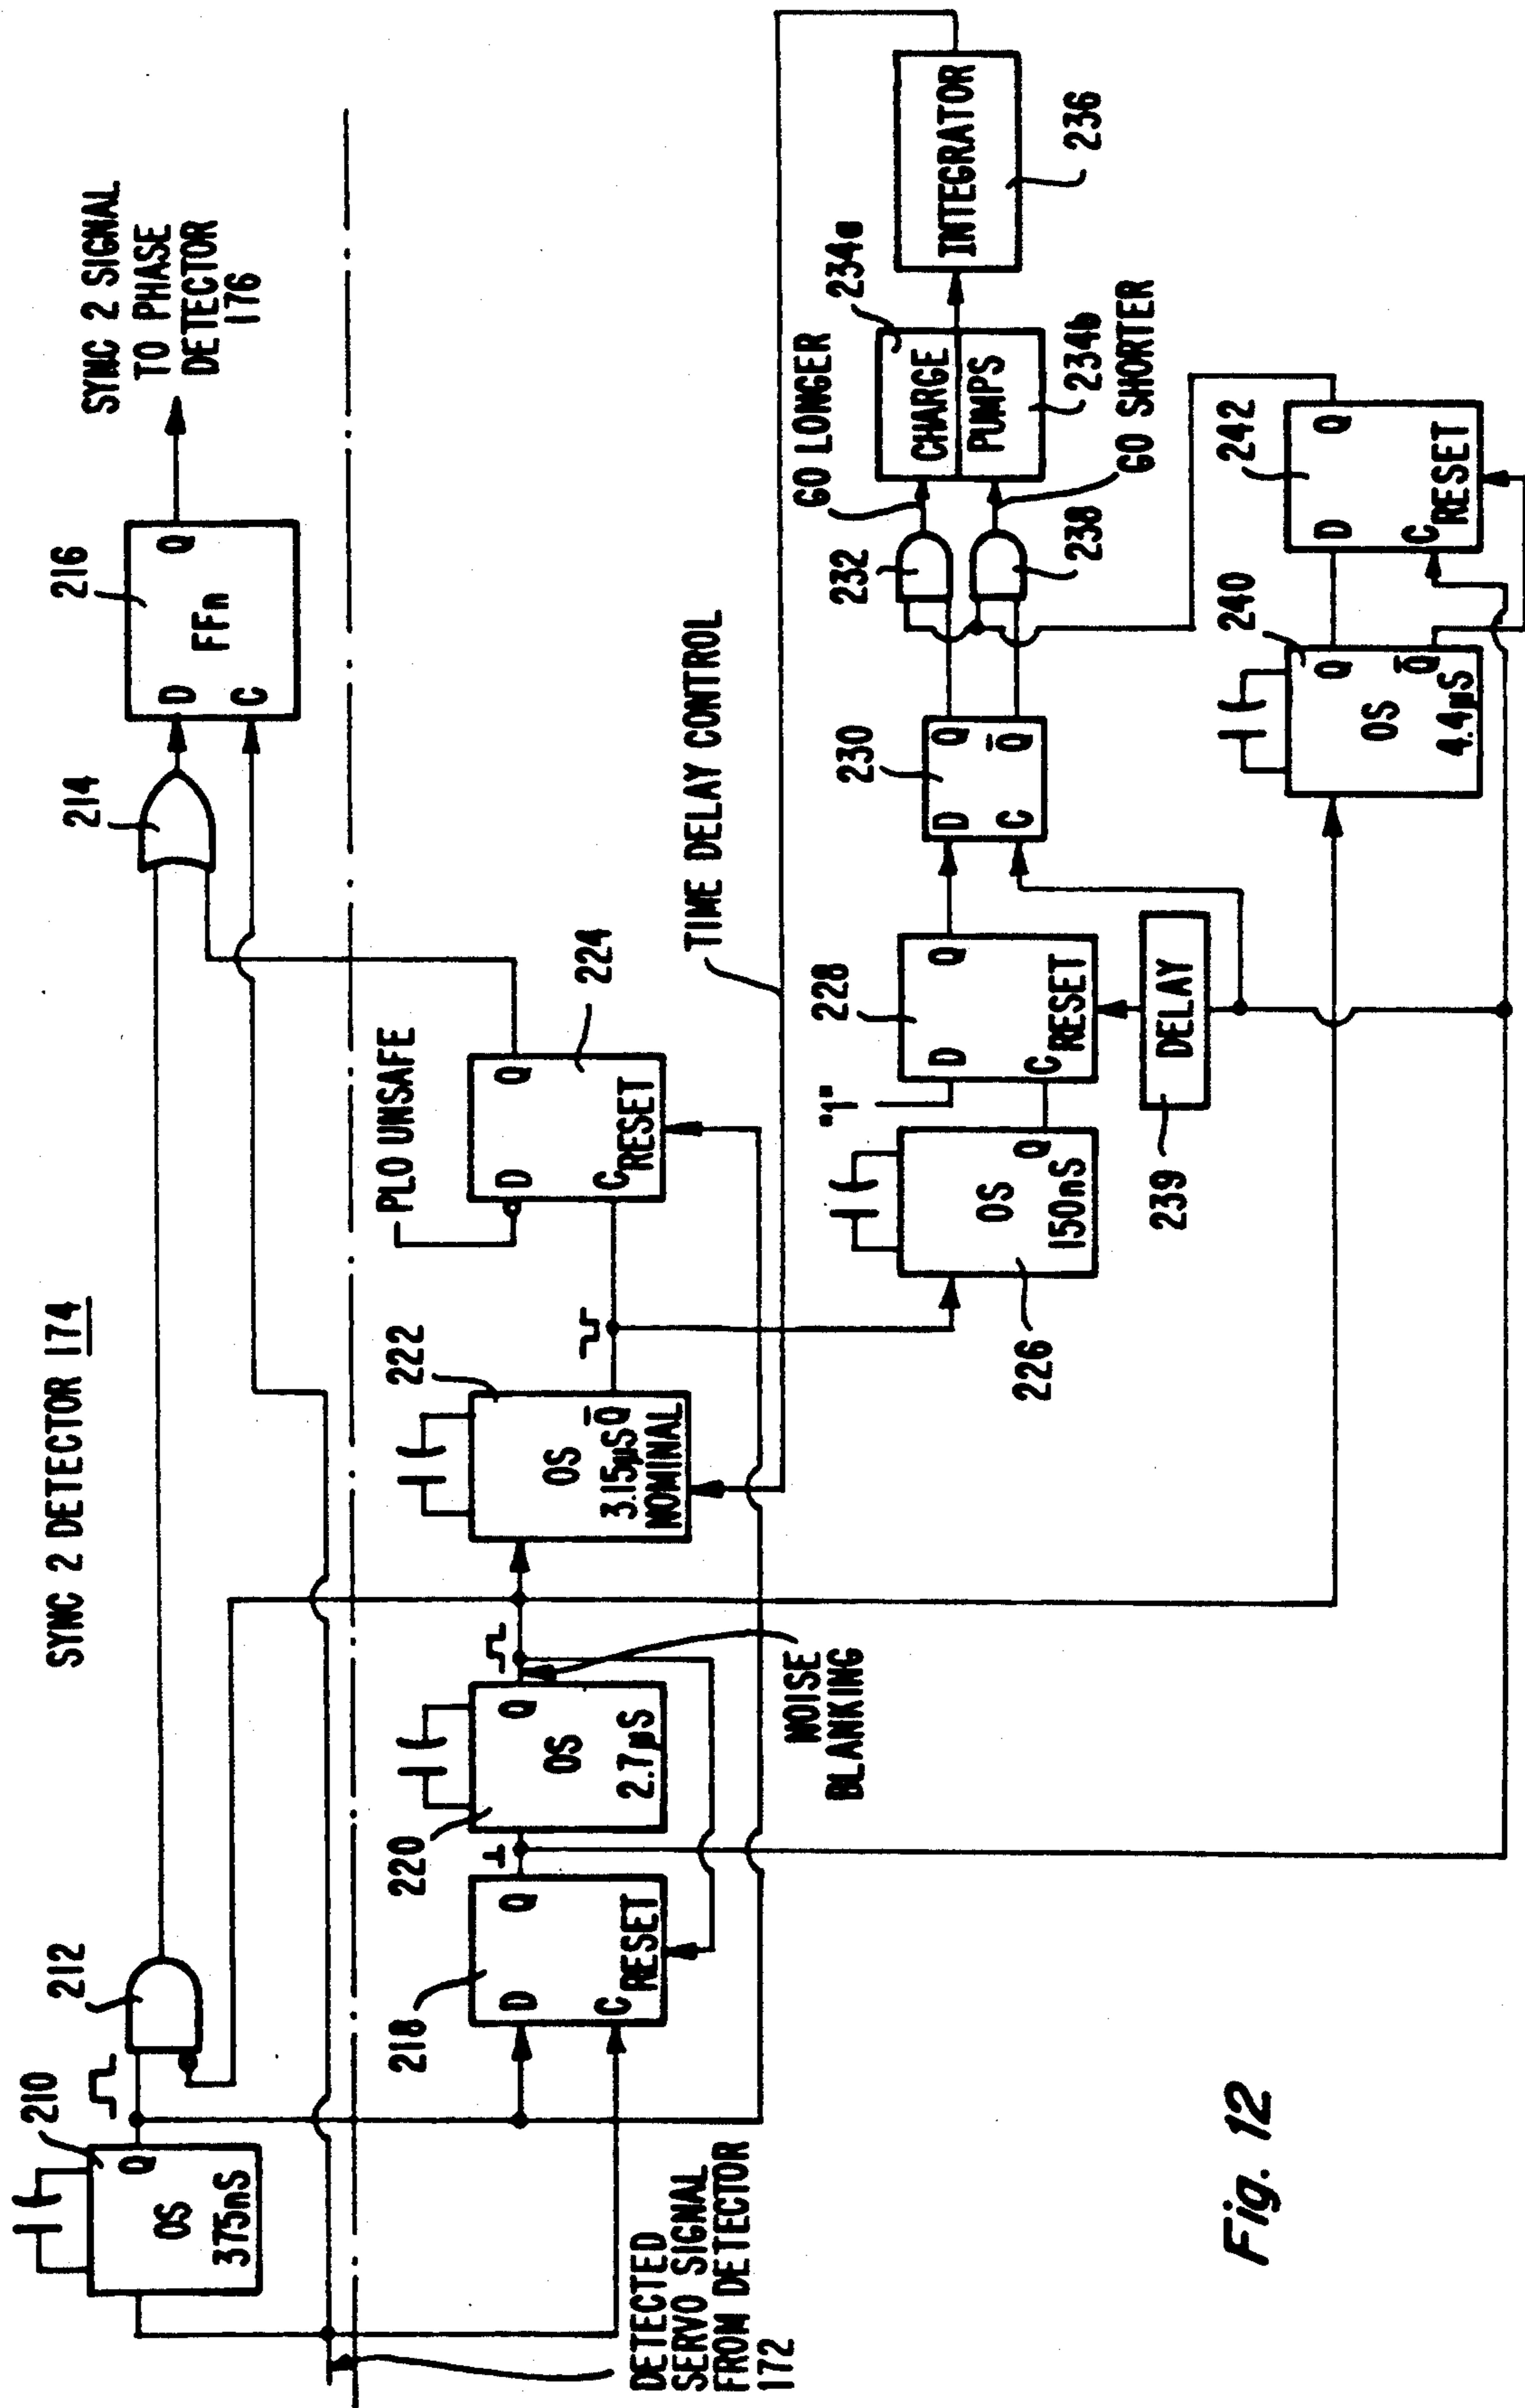 SYNC 2 DETECTOR 174
SYNC 2 SIGNAL
TO PHASE
DETECTOR
176
210
Q
OS
375nS
212
214
216
D
Q
FFn
C
DETECTED
SERVO SIGNAL
FROM DETECTOR
172
218
D
Q
C
RESET
220
Q
OS
2.7µS
NOISE
BLANKING
222
OS
3.15µS Q̅
NOMINAL
PLO UNSAFE
224
D
Q
C
RESET
TIME DELAY CONTROL
226
OS
Q
150nS
"1"
228
D
Q
C
RESET
239
DELAY
230
D
Q
C
Q̅
232
238
GO LONGER
GO SHORTER
234a
CHARGE
PUMPS
234b
INTEGRATOR
236
240
Q
OS
Q̅
4.4µS
242
D
Q
C
RESET
Fig. 12